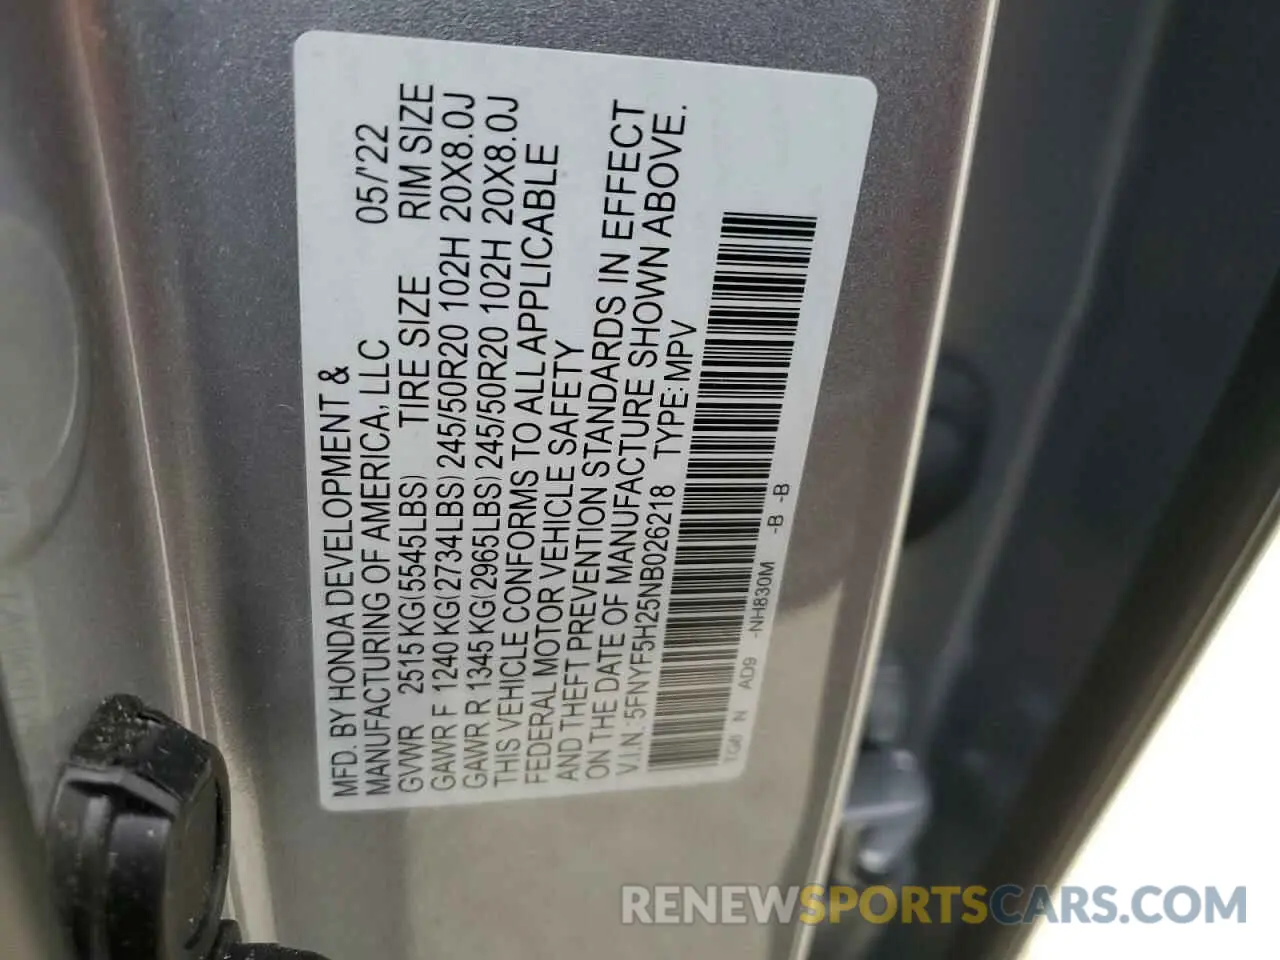 MFD. BY HONDA DEVELOPMENT &
MANUFACTURING OF AMERICA, LLC 05/'22
GVWR 2515 KG(5545LBS) TIRE SIZE RIM SIZE
GAWR F 1240 KG(2734LBS) 245/50R20 102H 20X8.0J
GAWR R 1345 KG(2965LBS) 245/50R20 102H 20X8.0J
THIS VEHICLE CONFORMS TO ALL APPLICABLE
FEDERAL MOTOR VEHICLE SAFETY
AND THEFT PREVENTION STANDARDS IN EFFECT
ON THE DATE OF MANUFACTURE SHOWN ABOVE.
V.I.N.: 5FNYF5H25NB026218 TYPE: MPV
TG6 N AD9 -NH830M -B -B
RENEWSPORTSCARS.COM